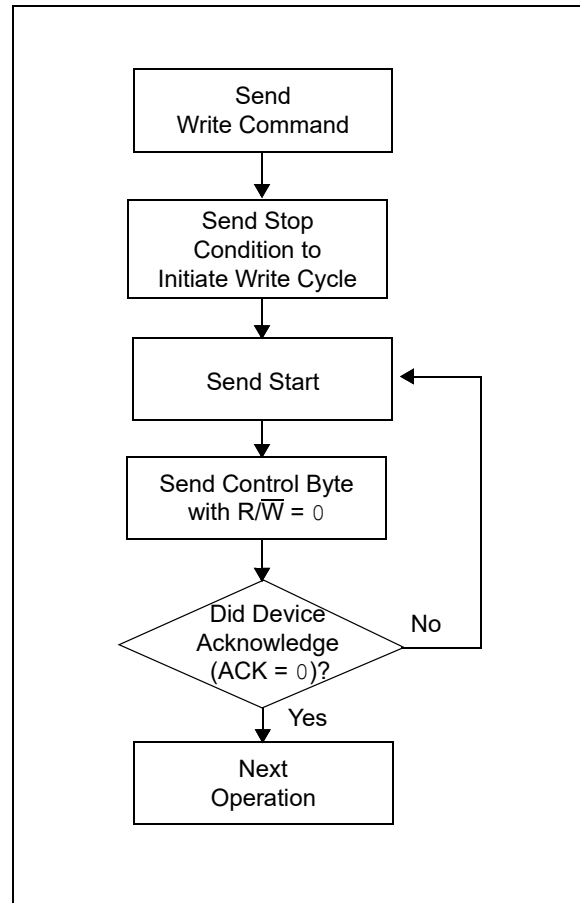 Send
Write Command
Send Stop
Condition to
Initiate Write Cycle
Send Start
Send Control Byte
with R/W̅ = 0
Did Device
Acknowledge
(ACK = 0)?
No
Yes
Next
Operation